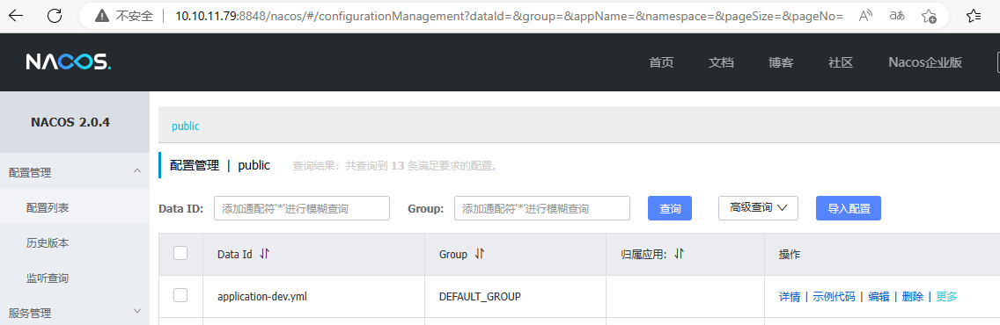 不安全 10.10.11.79:8848/nacos/#/configurationManagement?dataId=&group=&appName=&namespace=&pageSize=&pageNo=
NACOS. 首页 文档 博客 社区 Nacos企业版
NACOS 2.0.4
public
配置管理
配置管理 | public 查询结果：共查询到 13 条满足要求的配置。
配置列表
Data ID: 添加通配符'*'进行模糊查询 Group: 添加通配符'*'进行模糊查询 查询 高级查询 导入配置
历史版本
Data Id Group 归属应用: 操作
监听查询
application-dev.yml DEFAULT_GROUP 详情 | 示例代码 | 编辑 | 删除 | 更多
服务管理